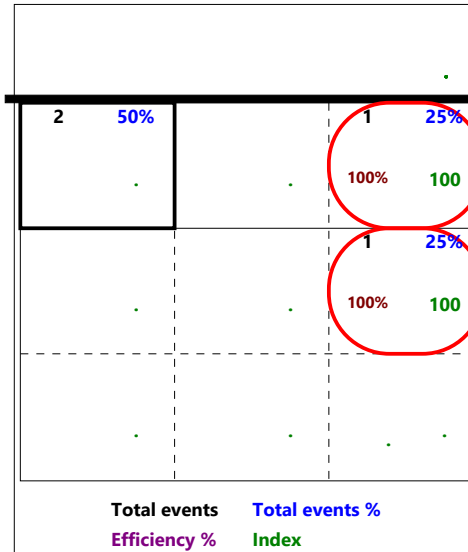 2 50% 1 25%
100% 100
1 25%
100% 100
Total events Total events %
Efficiency % Index